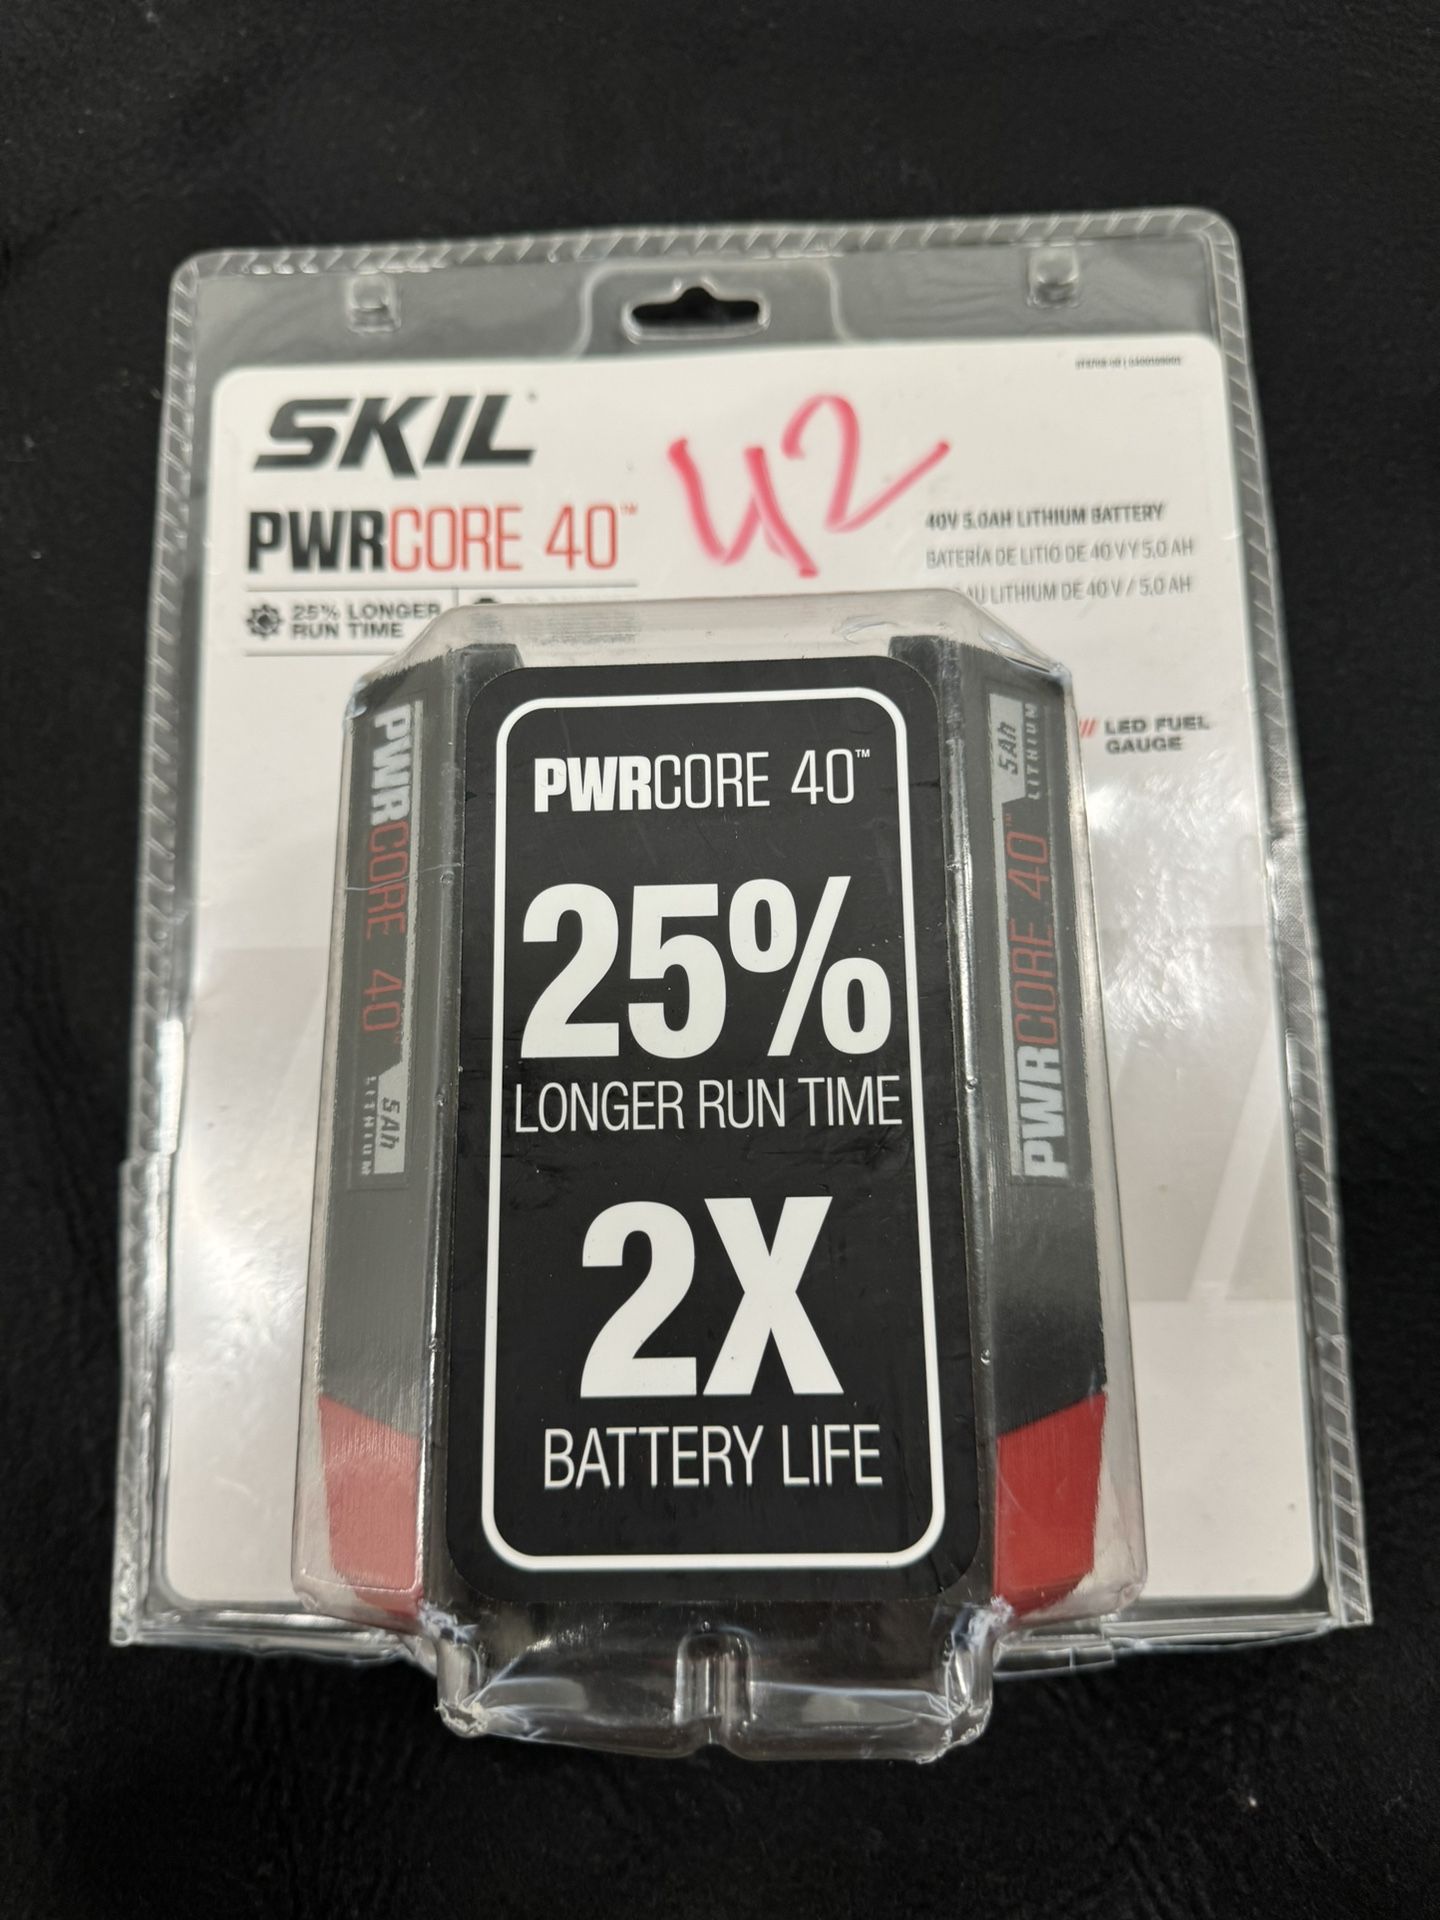 SKIL
42
PWRCORE 40™
40V 5.0AH LITHIUM BATTERY
BATERÍA DE LITIO DE 40 V Y 5,0 AH
AU LITHIUM DE 40 V / 5,0 AH
25% LONGER
RUN TIME
LED FUEL
GAUGE
PWRCORE 40™
5Ah
LITHIUM
PWRCORE 40™
25%
LONGER RUN TIME
2X
BATTERY LIFE
PWRCORE 40™
5Ah
LITHIUM